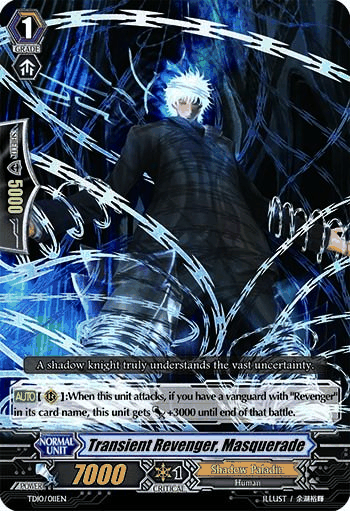 1
GRADE
SHIELD
5000
A shadow knight truly understands the vast uncertainty.
AUTO [R]:When this unit attacks, if you have a vanguard with "Revenger"
in its card name, this unit gets +3000 until end of that battle.
NORMAL
UNIT
Transient Revenger, Masquerade
POWER
7000
1
CRITICAL
Shadow Paladin
Human
TD10/011EN
ILLUST / 余湖裕輝